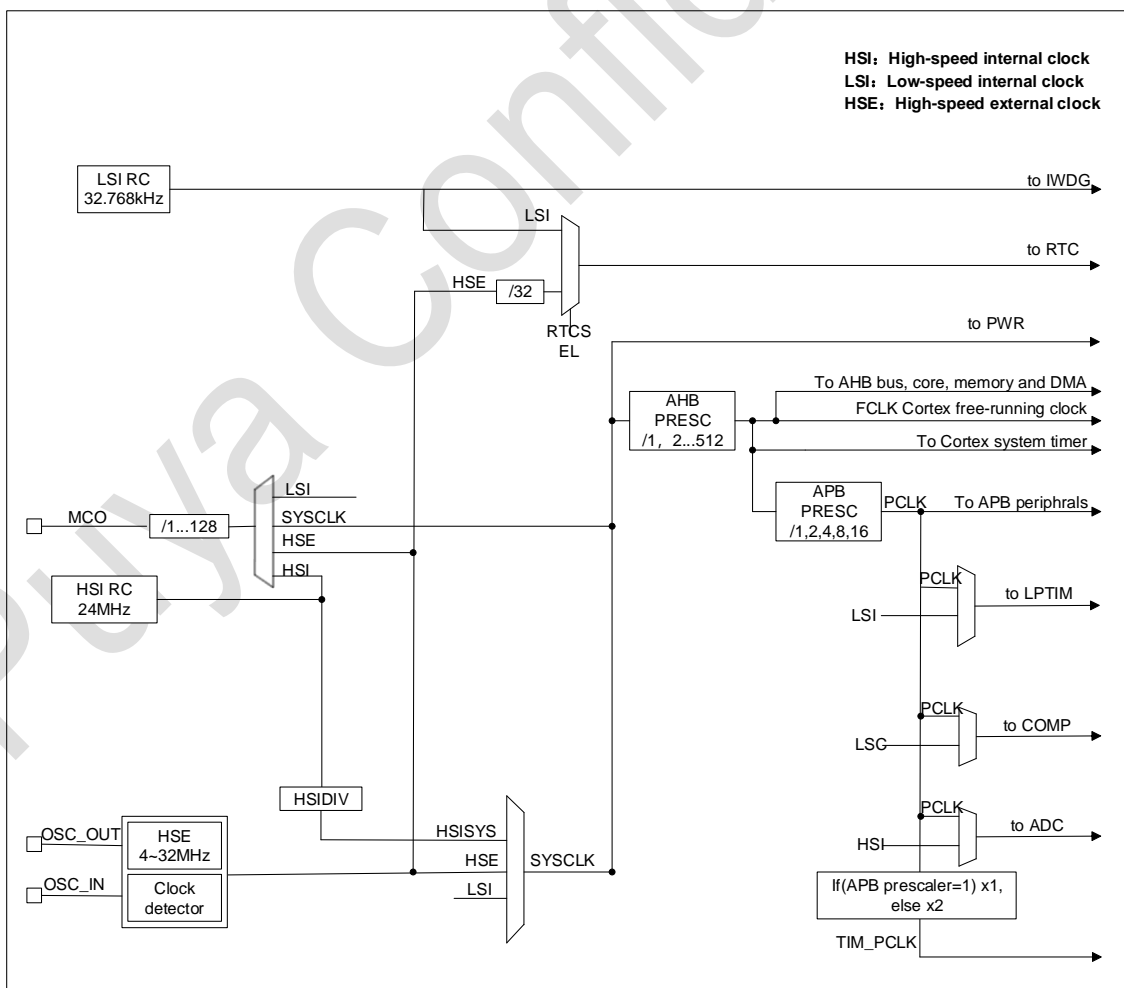 Puya Confid
HSI: High-speed internal clock
LSI: Low-speed internal clock
HSE: High-speed external clock
LSI RC
32.768kHz
to IWDG
LSI
to RTC
HSE
/32
RTCS
EL
to PWR
AHB
PRESC
/1, 2...512
To AHB bus, core, memory and DMA
FCLK Cortex free-running clock
To Cortex system timer
APB
PRESC
/1,2,4,8,16
PCLK
To APB periphrals
MCO
/1...128
LSI
SYSCLK
HSE
HSI
HSI RC
24MHz
PCLK
LSI
to LPTIM
PCLK
LSC
to COMP
HSIDIV
PCLK
HSI
to ADC
OSC_OUT
OSC_IN
HSE
4~32MHz
Clock
detector
HSISYS
HSE
LSI
SYSCLK
If(APB prescaler=1) x1,
else x2
TIM_PCLK